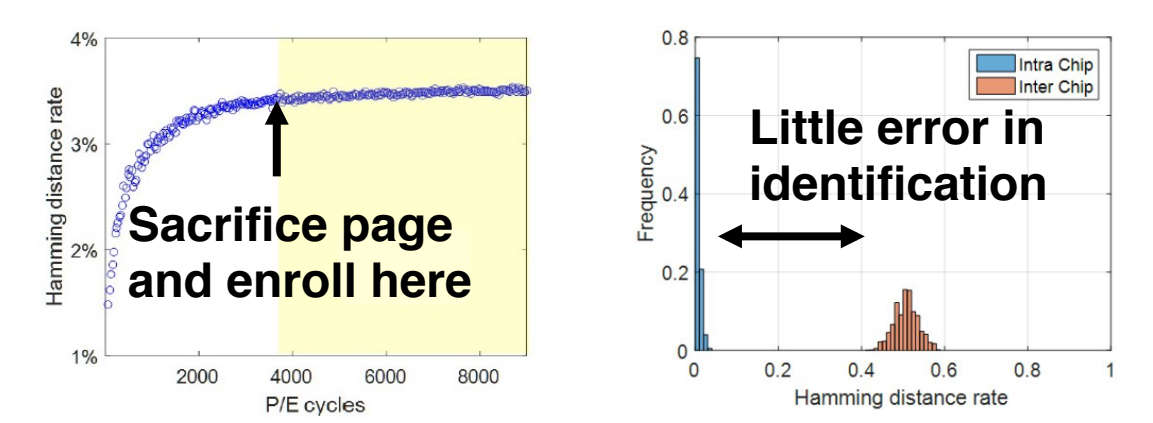 4%
3%
2%
1%
Hamming distance rate
2000
4000
6000
8000
P/E cycles
Sacrifice page
and enroll here
0.8
0.6
0.4
0.2
0
Frequency
Intra Chip
Inter Chip
Little error in
identification
0
0.2
0.4
0.6
0.8
1
Hamming distance rate